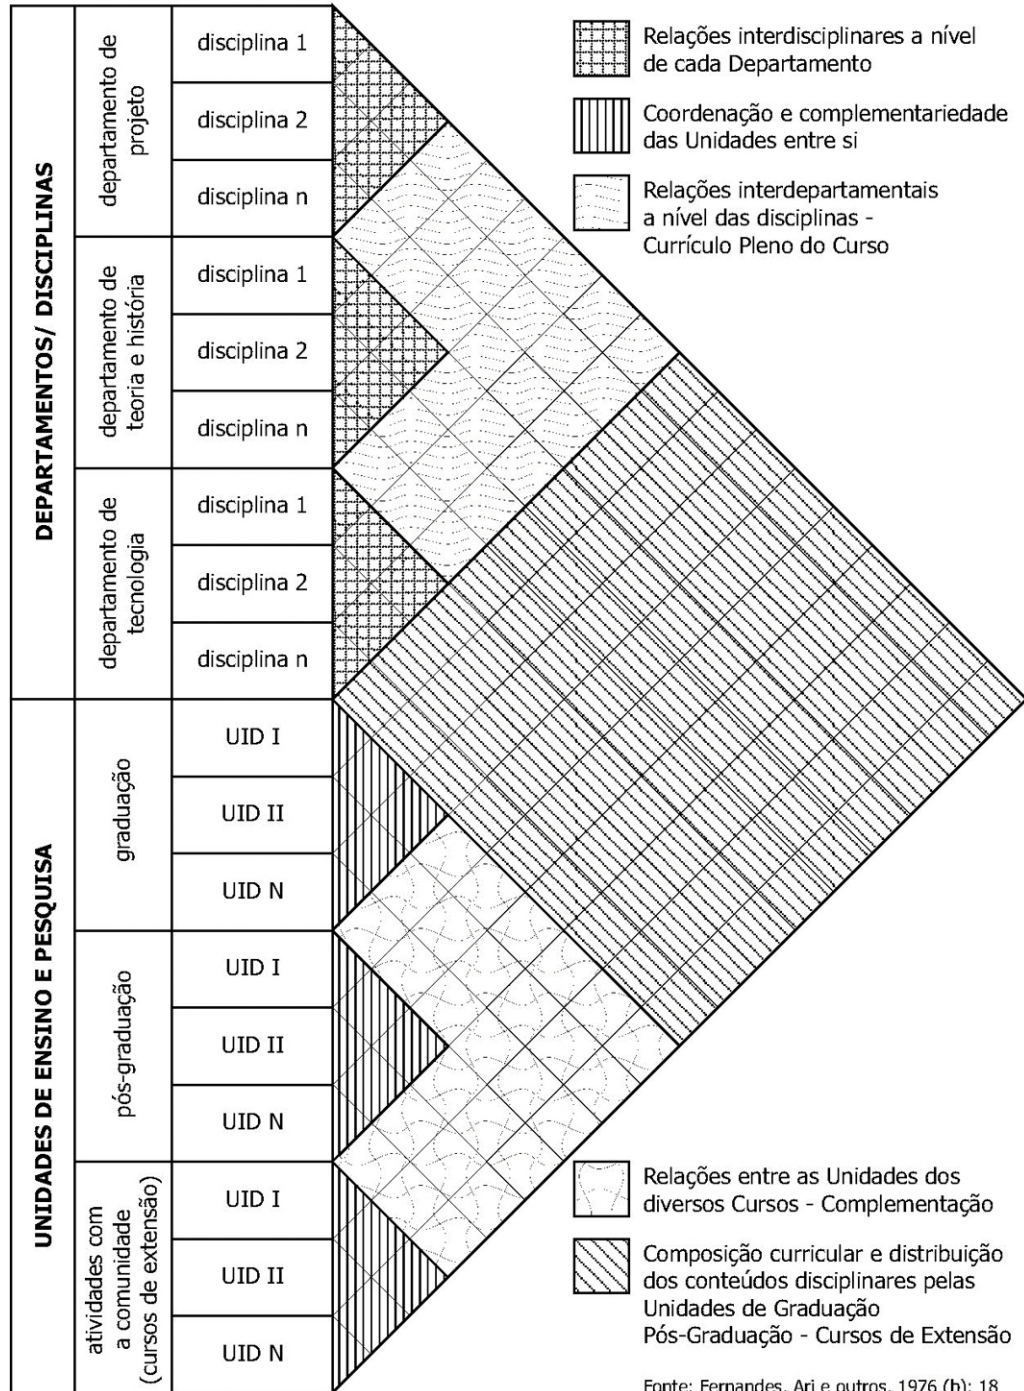 DEPARTAMENTOS/ DISCIPLINAS
departamento de
projeto
disciplina 1
disciplina 2
disciplina n
departamento de
teoria e história
disciplina 1
disciplina 2
disciplina n
departamento de
tecnologia
disciplina 1
disciplina 2
disciplina n
UNIDADES DE ENSINO E PESQUISA
graduação
UID I
UID II
UID N
pós-graduação
UID I
UID II
UID N
atividades com
a comunidade
(cursos de extensão)
UID I
UID II
UID N
Relações interdisciplinares a nível
de cada Departamento
Coordenação e complementariedade
das Unidades entre si
Relações interdepartamentais
a nível das disciplinas -
Currículo Pleno do Curso
Relações entre as Unidades dos
diversos Cursos - Complementação
Composição curricular e distribuição
dos conteúdos disciplinares pelas
Unidades de Graduação
Pós-Graduação - Cursos de Extensão
Fonte: Fernandes, Ari e outros, 1976 (b): 18